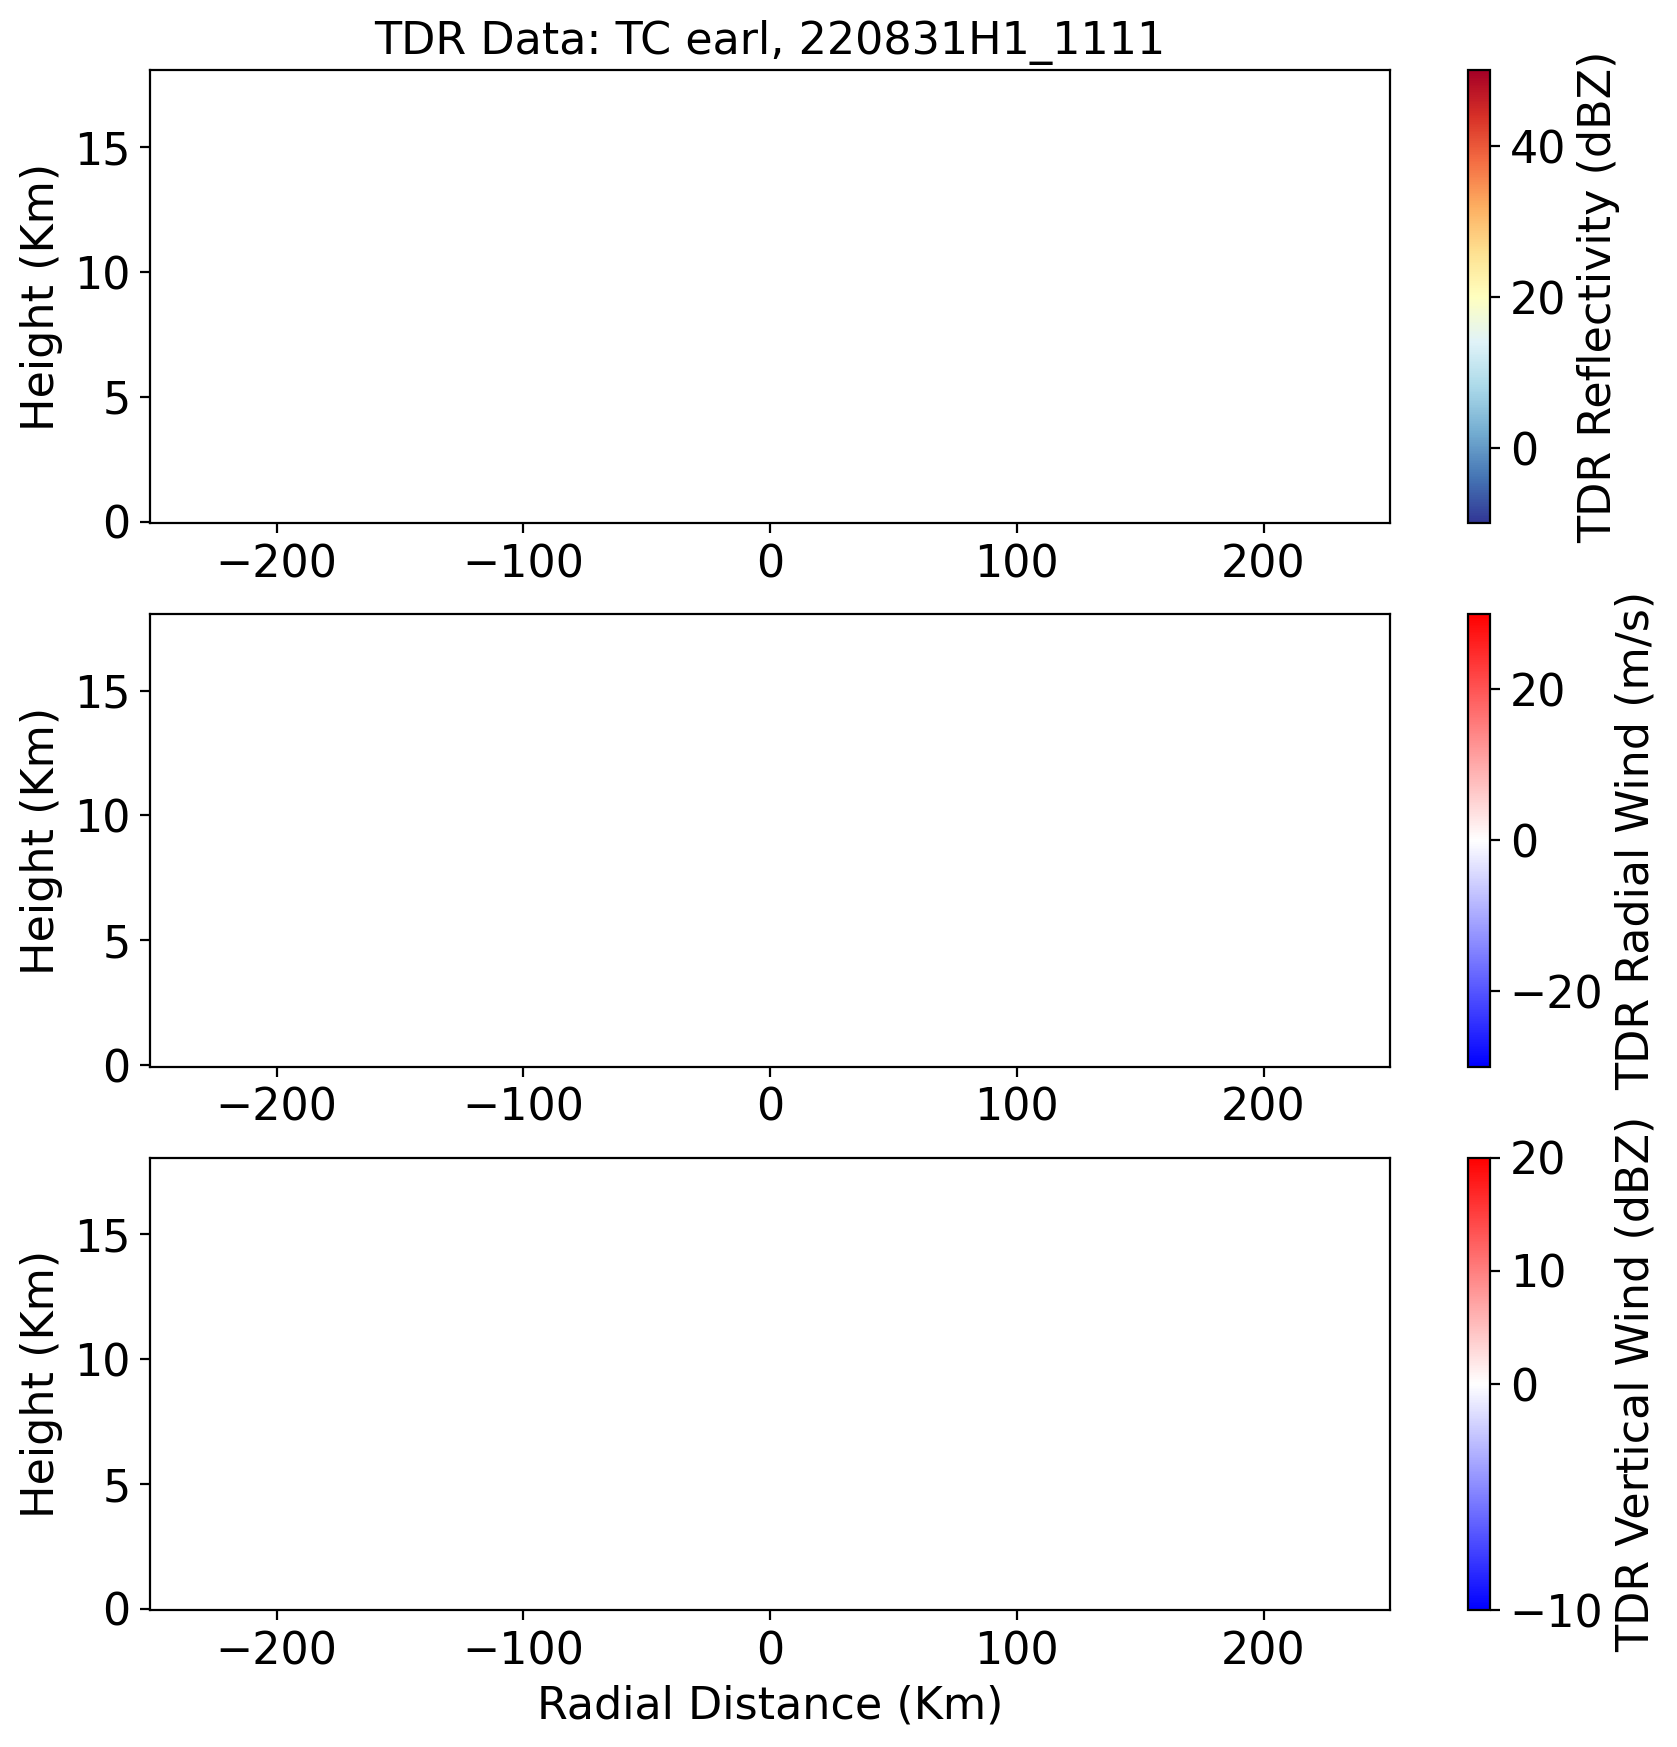 TDR Data: TC earl, 220831H1_1111
Height (Km)
15
10
5
0
−200 −100 0 100 200
40
20
0
TDR Reflectivity (dBZ)
Height (Km)
15
10
5
0
−200 −100 0 100 200
20
0
−20
TDR Radial Wind (m/s)
Height (Km)
15
10
5
0
−200 −100 0 100 200
Radial Distance (Km)
20
10
0
−10
TDR Vertical Wind (dBZ)